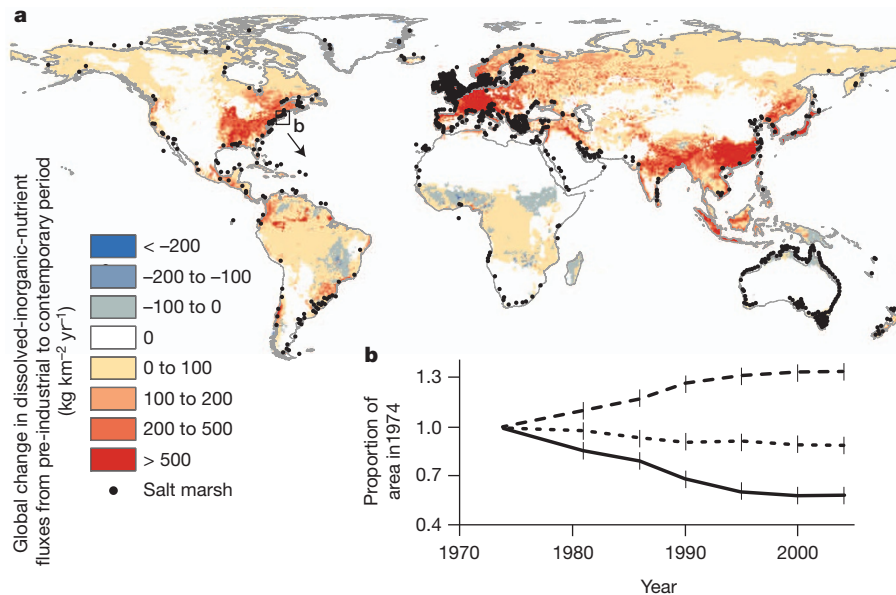 a
b
Global change in dissolved-inorganic-nutrient
fluxes from pre-industrial to contemporary period
(kg km⁻² yr⁻¹)
< –200
–200 to –100
–100 to 0
0
0 to 100
100 to 200
200 to 500
> 500
Salt marsh
b
Proportion of
area in 1974
1.3
1.0
0.7
0.4
1970
1980
1990
2000
Year